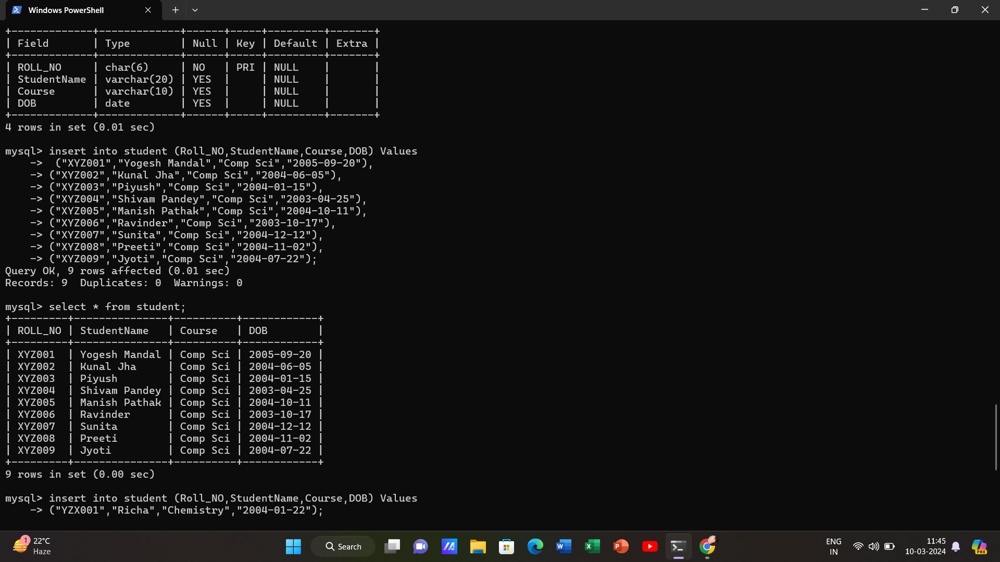 Windows PowerShell
+-------------+-------------+------+-----+---------+-------+
| Field       | Type        | Null | Key | Default | Extra |
+-------------+-------------+------+-----+---------+-------+
| ROLL_NO     | char(6)     | NO   | PRI | NULL    |       |
| StudentName | varchar(20) | YES  |     | NULL    |       |
| Course      | varchar(10) | YES  |     | NULL    |       |
| DOB         | date        | YES  |     | NULL    |       |
+-------------+-------------+------+-----+---------+-------+
4 rows in set (0.01 sec)
mysql> insert into student (Roll_NO,StudentName,Course,DOB) Values
    ->  ("XYZ001","Yogesh Mandal","Comp Sci","2005-09-20"),
    -> ("XYZ002","Kunal Jha","Comp Sci","2004-06-05"),
    -> ("XYZ003","Piyush","Comp Sci","2004-01-15"),
    -> ("XYZ004","Shivam Pandey","Comp Sci","2003-04-25"),
    -> ("XYZ005","Manish Pathak","Comp Sci","2004-10-11"),
    -> ("XYZ006","Ravinder","Comp Sci","2003-10-17"),
    -> ("XYZ007","Sunita","Comp Sci","2004-12-12"),
    -> ("XYZ008","Preeti","Comp Sci","2004-11-02"),
    -> ("XYZ009","Jyoti","Comp Sci","2004-07-22");
Query OK, 9 rows affected (0.01 sec)
Records: 9  Duplicates: 0  Warnings: 0
mysql> select * from student;
+---------+---------------+----------+------------+
| ROLL_NO | StudentName   | Course   | DOB        |
+---------+---------------+----------+------------+
| XYZ001  | Yogesh Mandal | Comp Sci | 2005-09-20 |
| XYZ002  | Kunal Jha     | Comp Sci | 2004-06-05 |
| XYZ003  | Piyush        | Comp Sci | 2004-01-15 |
| XYZ004  | Shivam Pandey | Comp Sci | 2003-04-25 |
| XYZ005  | Manish Pathak | Comp Sci | 2004-10-11 |
| XYZ006  | Ravinder      | Comp Sci | 2003-10-17 |
| XYZ007  | Sunita        | Comp Sci | 2004-12-12 |
| XYZ008  | Preeti        | Comp Sci | 2004-11-02 |
| XYZ009  | Jyoti         | Comp Sci | 2004-07-22 |
+---------+---------------+----------+------------+
9 rows in set (0.00 sec)
mysql> insert into student (Roll_NO,StudentName,Course,DOB) Values
    -> ("YZX001","Richa","Chemistry","2004-01-22");
1
22°C
Haze
Search
W
X
P
ENG
IN
11:45
10-03-2024
PRE